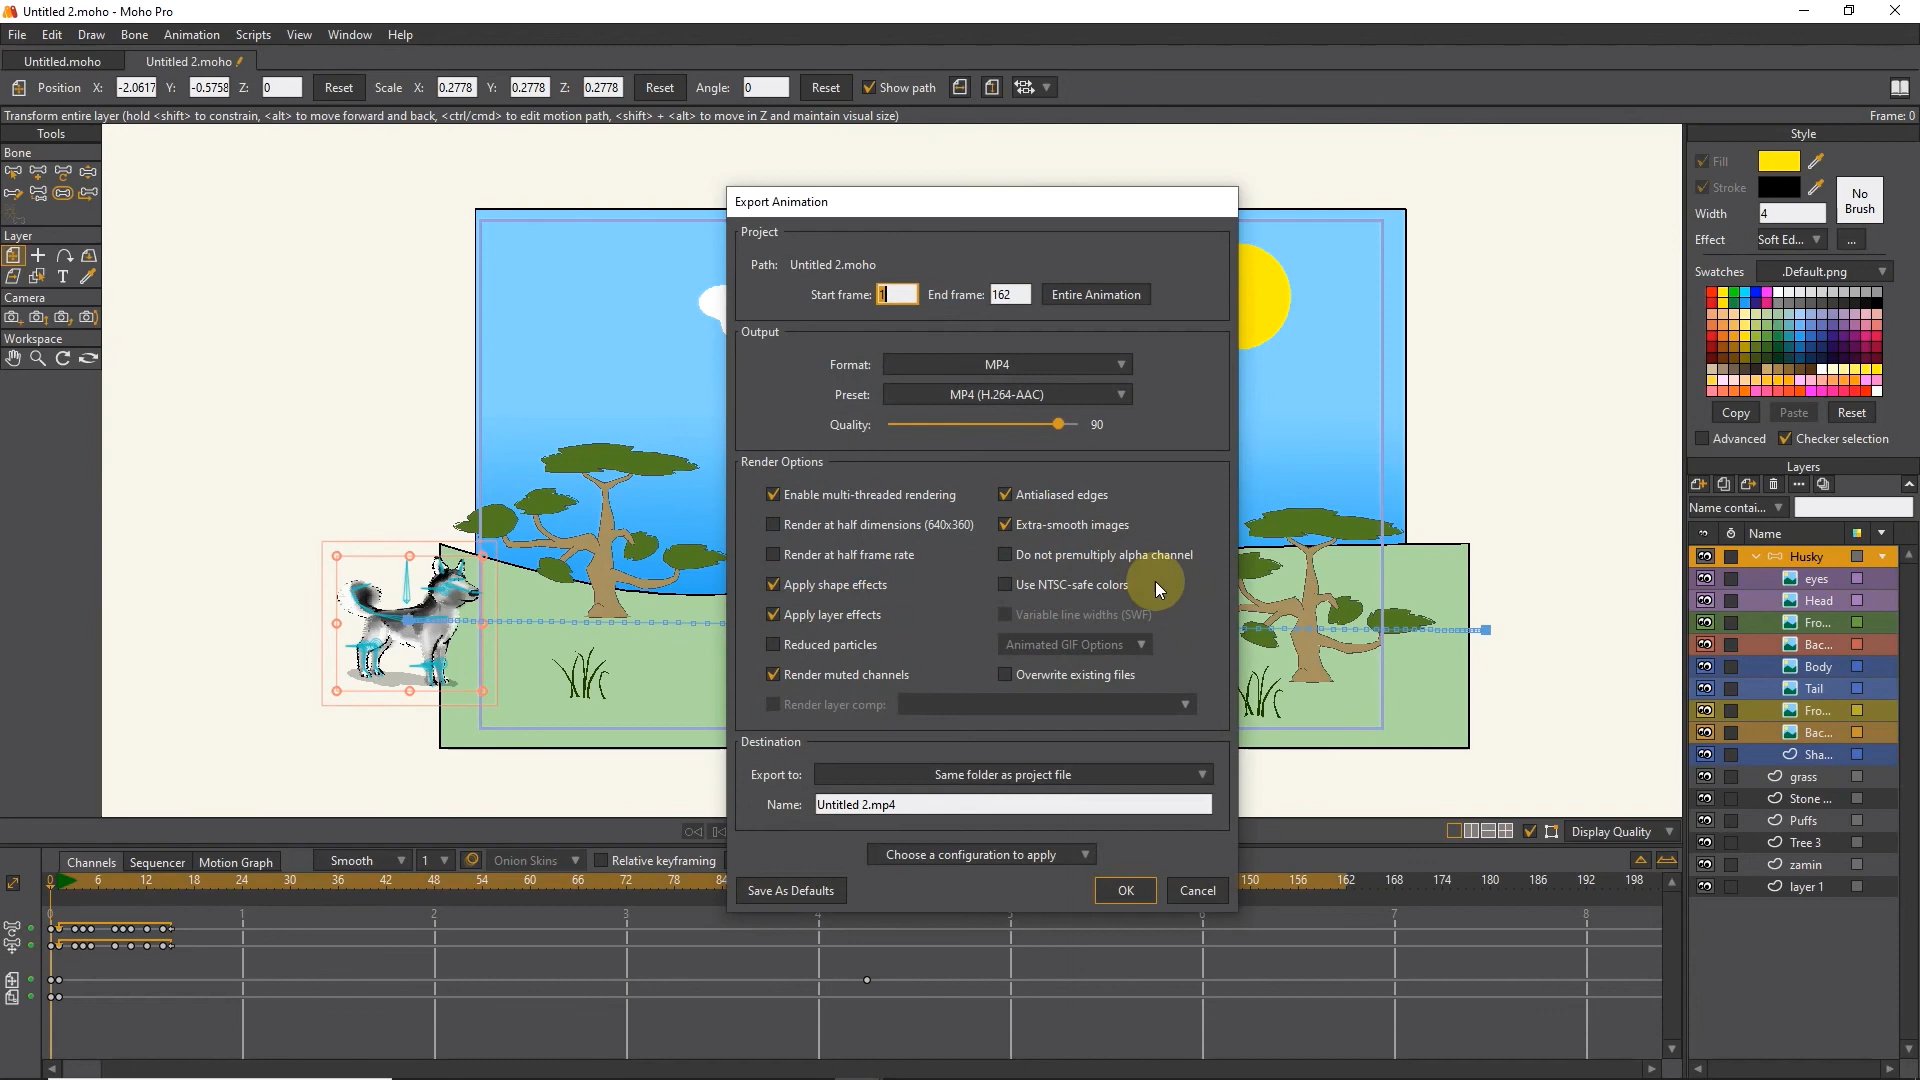 Untitled 2.moho - Moho Pro
File Edit Draw Bone Animation Scripts View Window Help
Untitled.moho Untitled 2.moho
Position X: -2.0617 Y: -0.5758 Z: 0 Reset Scale X: 0.2778 Y: 0.2778 Z: 0.2778 Reset Angle: 0 Reset Show path
Transform entire layer (hold <shift> to constrain, <alt> to move forward and back, <ctrl/cmd> to edit motion path, <shift> + <alt> to move in Z and maintain visual size) Frame: 0
Tools
Bone
Layer
T
Camera
Workspace
Export Animation
Project
Path: Untitled 2.moho
Start frame: 1 End frame: 162 Entire Animation
Output
Format: MP4
Preset: MP4 (H.264-AAC)
Quality: 90
Render Options
Enable multi-threaded rendering Antialiased edges
Render at half dimensions (640x360) Extra-smooth images
Render at half frame rate Do not premultiply alpha channel
Apply shape effects Use NTSC-safe colors
Apply layer effects Variable line widths (SWF)
Reduced particles Animated GIF Options
Render muted channels Overwrite existing files
Render layer comp:
Destination
Export to: Same folder as project file
Name: Untitled 2.mp4
Choose a configuration to apply
Save As Defaults OK Cancel
Style
Fill
Stroke No Brush
Width 4
Effect Soft Ed... ...
Swatches .Default.png
Copy Paste Reset
Advanced Checker selection
Layers
Name contai...
Name
Husky
eyes
Head
Fro...
Bac...
Body
Tail
Fro...
Bac...
Sha...
grass
Stone ...
Puffs
Tree 3
zamin
layer 1
Display Quality
Channels Sequencer Motion Graph Smooth 1 Onion Skins Relative keyframing
0 6 12 18 24 30 36 42 48 54 60 66 72 78 84 150 156 162 168 174 180 186 192 198
0 1 2 3 4 5 6 7 8